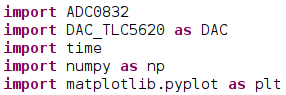 import ADC0832
import DAC_TLC5620 as DAC
import time
import numpy as np
import matplotlib.pyplot as plt